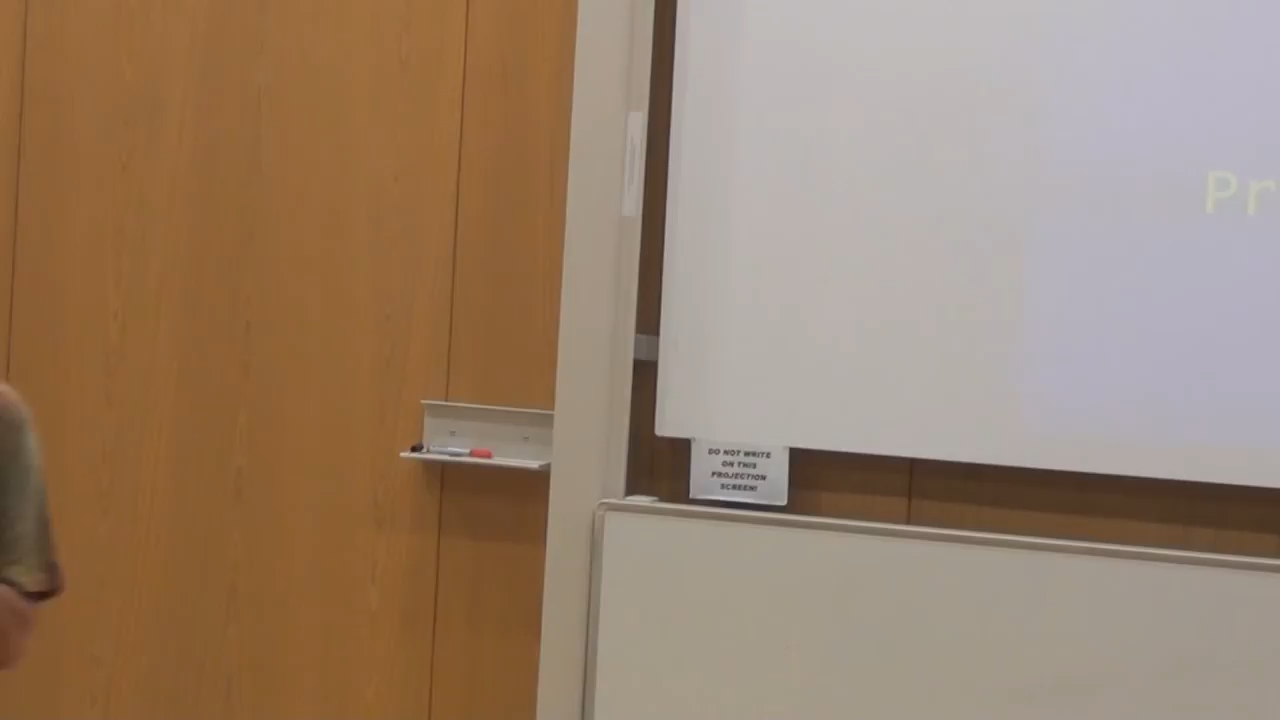 Pr
DO NOT WRITE
ON THIS
PROJECTION
SCREEN!